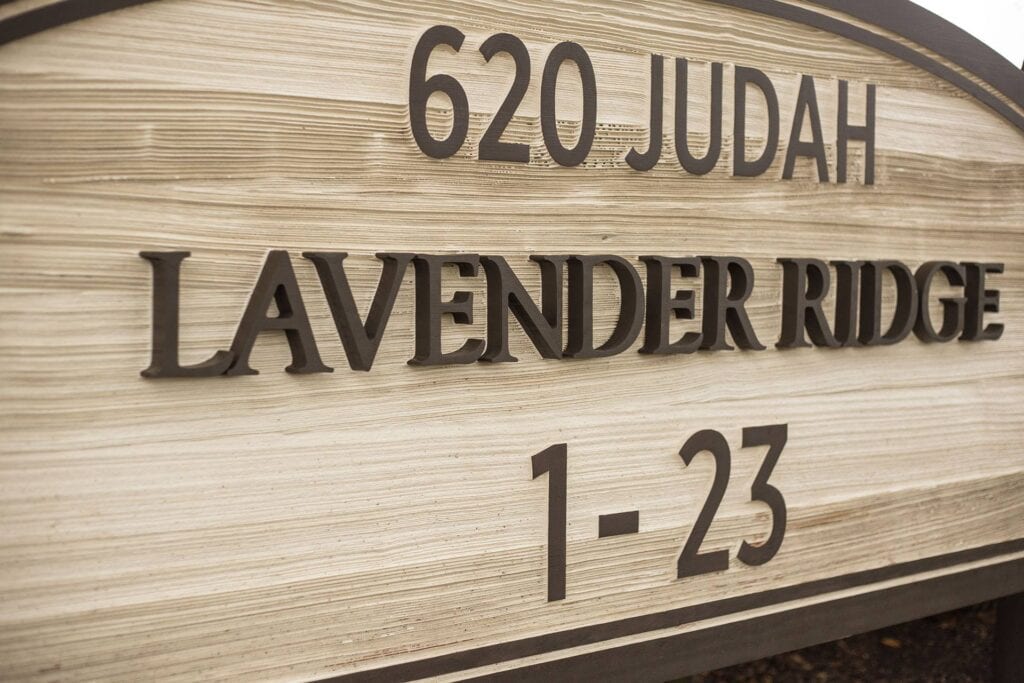 620 JUDAH
LAVENDER RIDGE
1 - 23